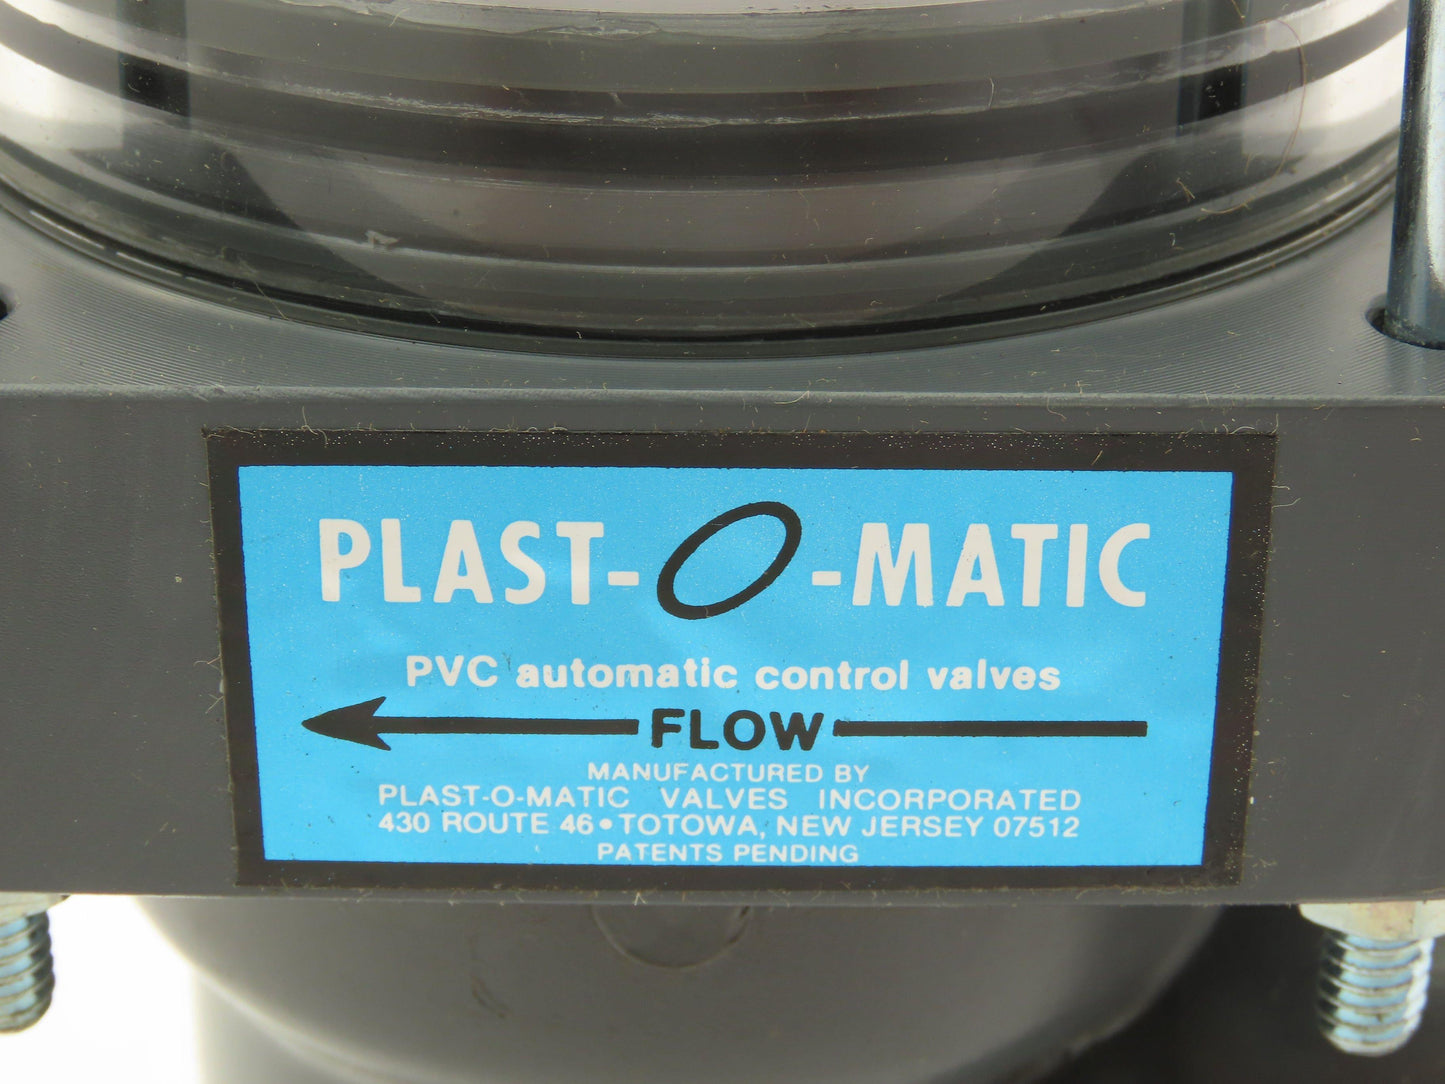 PLAST-O-MATIC
PVC automatic control valves
FLOW
MANUFACTURED BY
PLAST-O-MATIC VALVES INCORPORATED
430 ROUTE 46 • TOTOWA, NEW JERSEY 07512
PATENTS PENDING